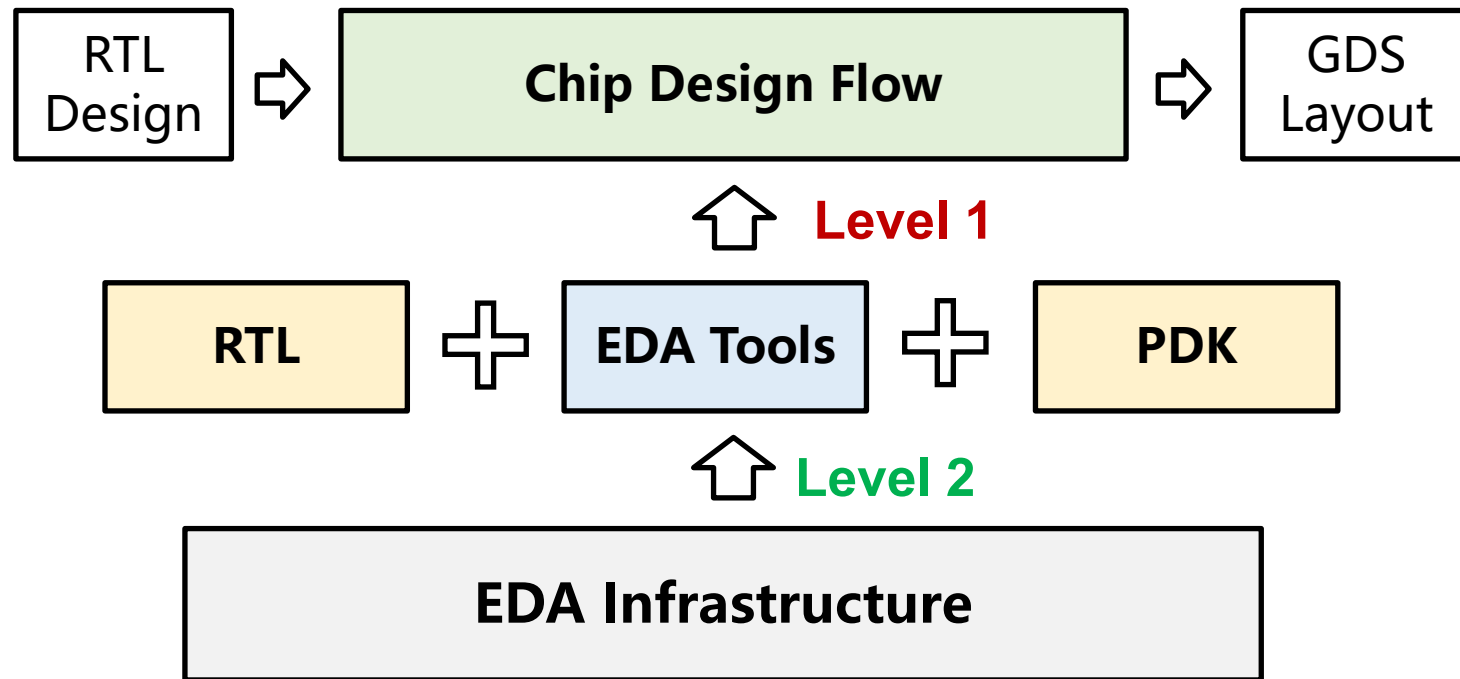 RTL
Design
Chip Design Flow
GDS
Layout
Level 1
RTL
EDA Tools
PDK
Level 2
EDA Infrastructure